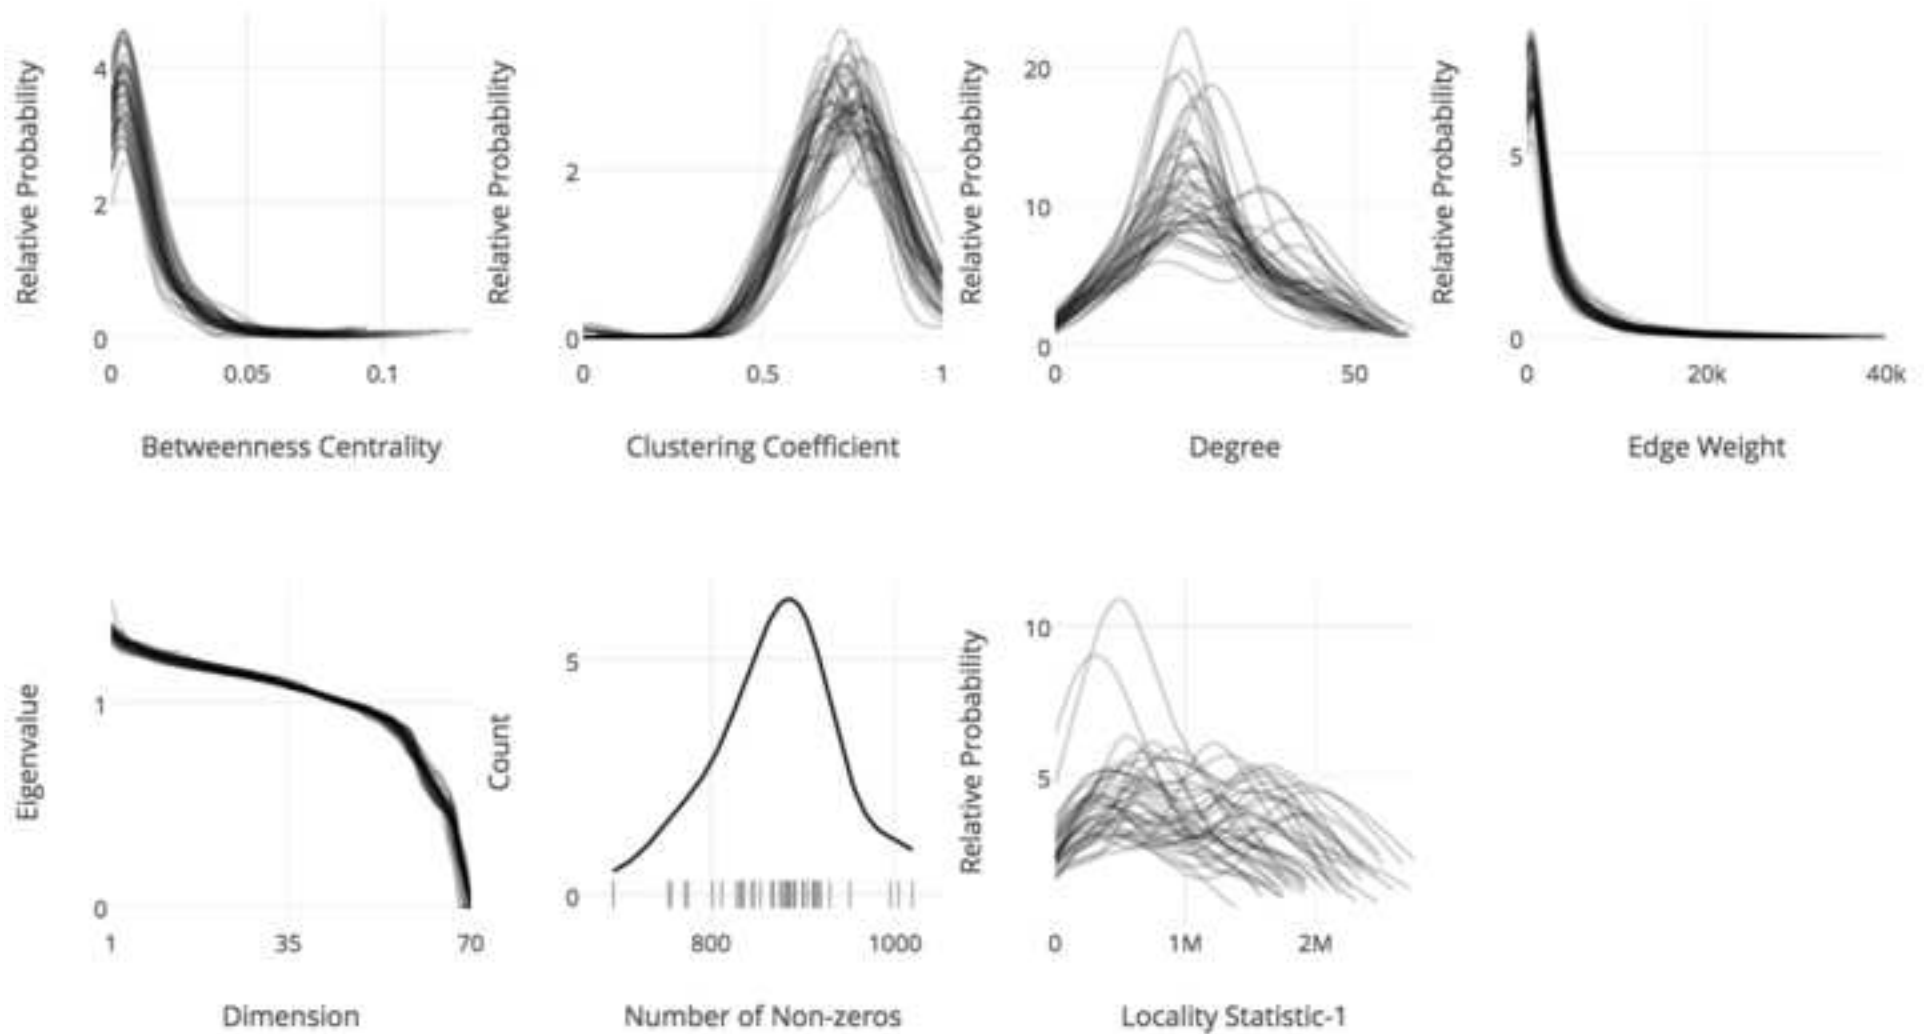 Relative Probability
4
2
0
0
0.05
0.1
Betweenness Centrality
Relative Probability
2
0
0
0.5
1
Clustering Coefficient
Relative Probability
20
10
0
0
50
Degree
Relative Probability
5
0
0
20k
40k
Edge Weight
Eigenvalue
1
0
1
35
70
Dimension
Count
5
0
800
1000
Number of Non-zeros
Relative Probability
10
5
0
1M
2M
Locality Statistic-1